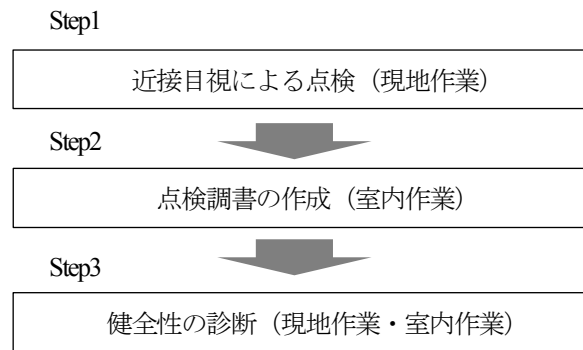 Step1
近接目視による点検（現地作業）
Step2
点検調書の作成（室内作業）
Step3
健全性の診断（現地作業・室内作業）